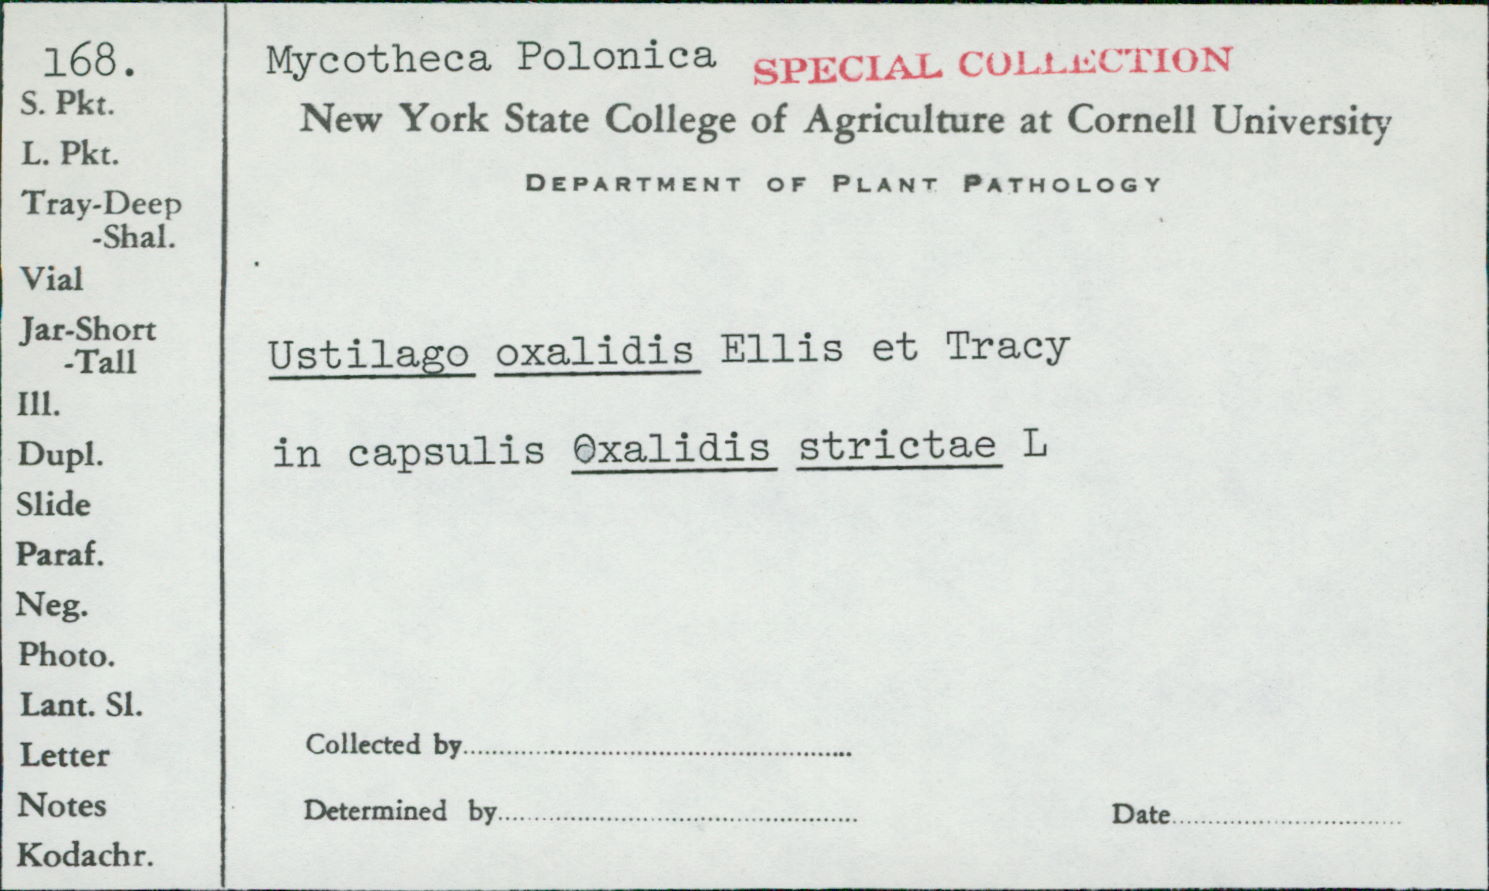 168.
S. Pkt.
L. Pkt.
Tray-Deep
-Shal.
Vial
Jar-Short
-Tall
Ill.
Dupl.
Slide
Paraf.
Neg.
Photo.
Lant. Sl.
Letter
Notes
Kodachr.
Mycotheca Polonica SPECIAL COLLECTION
New York State College of Agriculture at Cornell University
DEPARTMENT OF PLANT PATHOLOGY
Ustilago oxalidis Ellis et Tracy
in capsulis Oxalidis strictae L
Collected by
Determined by
Date